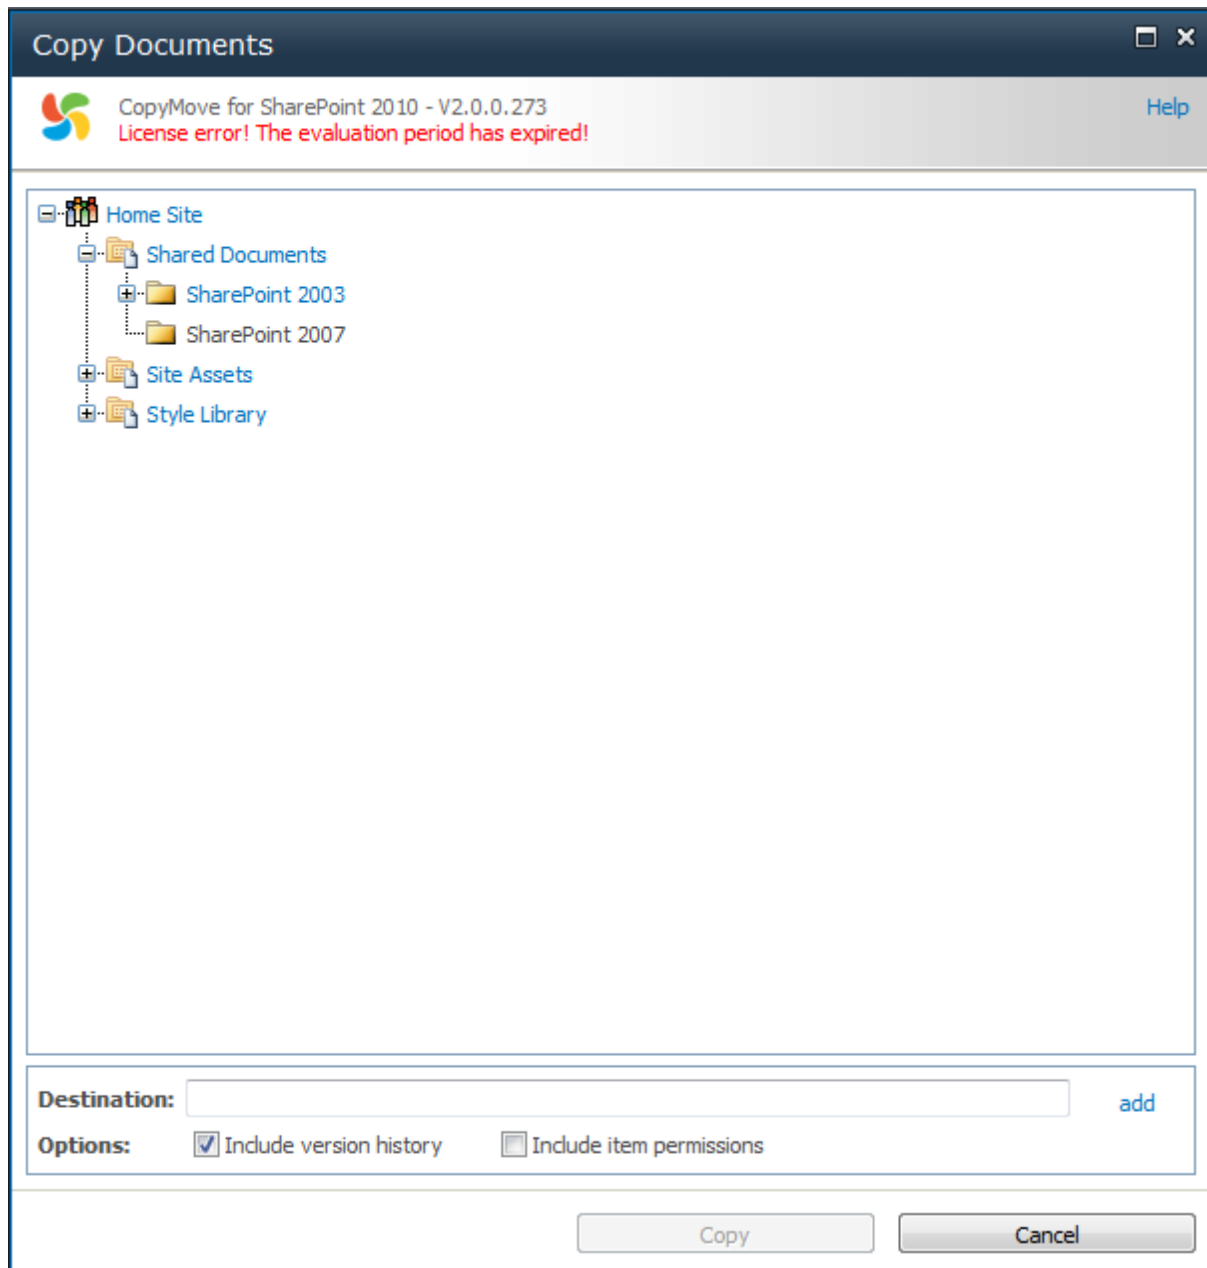 Copy Documents
CopyMove for SharePoint 2010 - V2.0.0.273
Help
License error! The evaluation period has expired!
Home Site
Shared Documents
SharePoint 2003
SharePoint 2007
Site Assets
Style Library
Destination:
add
Options: Include version history Include item permissions
Copy Cancel